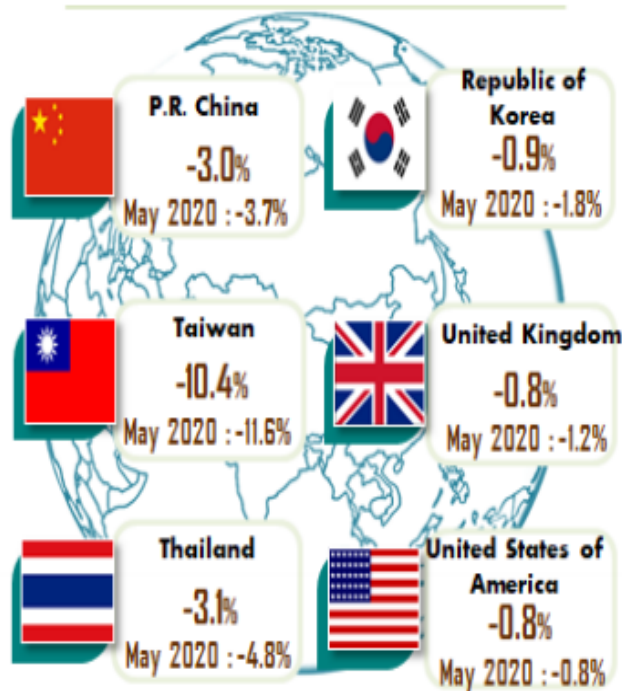 P.R. China
-3.0%
May 2020 : -3.7%
Republic of
Korea
-0.9%
May 2020 : -1.8%
Taiwan
-10.4%
May 2020 : -11.6%
United Kingdom
-0.8%
May 2020 : -1.2%
Thailand
-3.1%
May 2020 : -4.8%
United States of
America
-0.8%
May 2020 : -0.8%